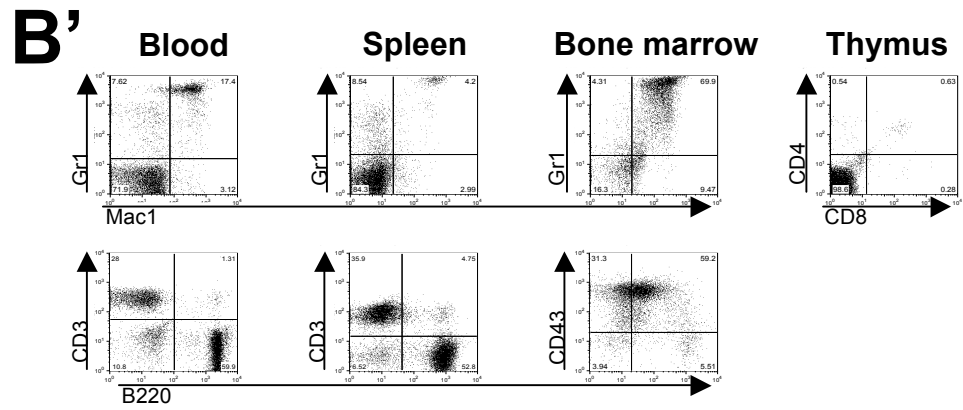 B’
Blood Spleen Bone marrow Thymus
7.62 17.4
71.9 3.12
Gr1
8.54 4.2
84.3 2.99
Gr1
4.31 69.9
16.3 9.47
Gr1
Mac1
0.54 0.63
98.6 0.28
CD4
CD8
28 1.31
10.8 59.9
CD3
35.9 4.75
6.52 52.8
CD3
31.3 59.2
3.94 5.51
CD43
B220